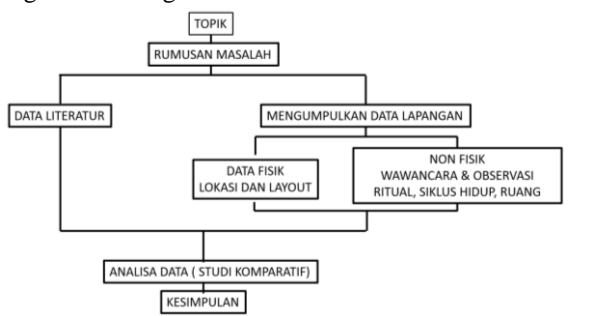 TOPIK
RUMUSAN MASALAH
DATA LITERATUR
MENGUMPULKAN DATA LAPANGAN
DATA FISIK
LOKASI DAN LAYOUT
NON FISIK
WAWANCARA & OBSERVASI
RITUAL, SIKLUS HIDUP, RUANG
ANALISA DATA ( STUDI KOMPARATIF)
KESIMPULAN